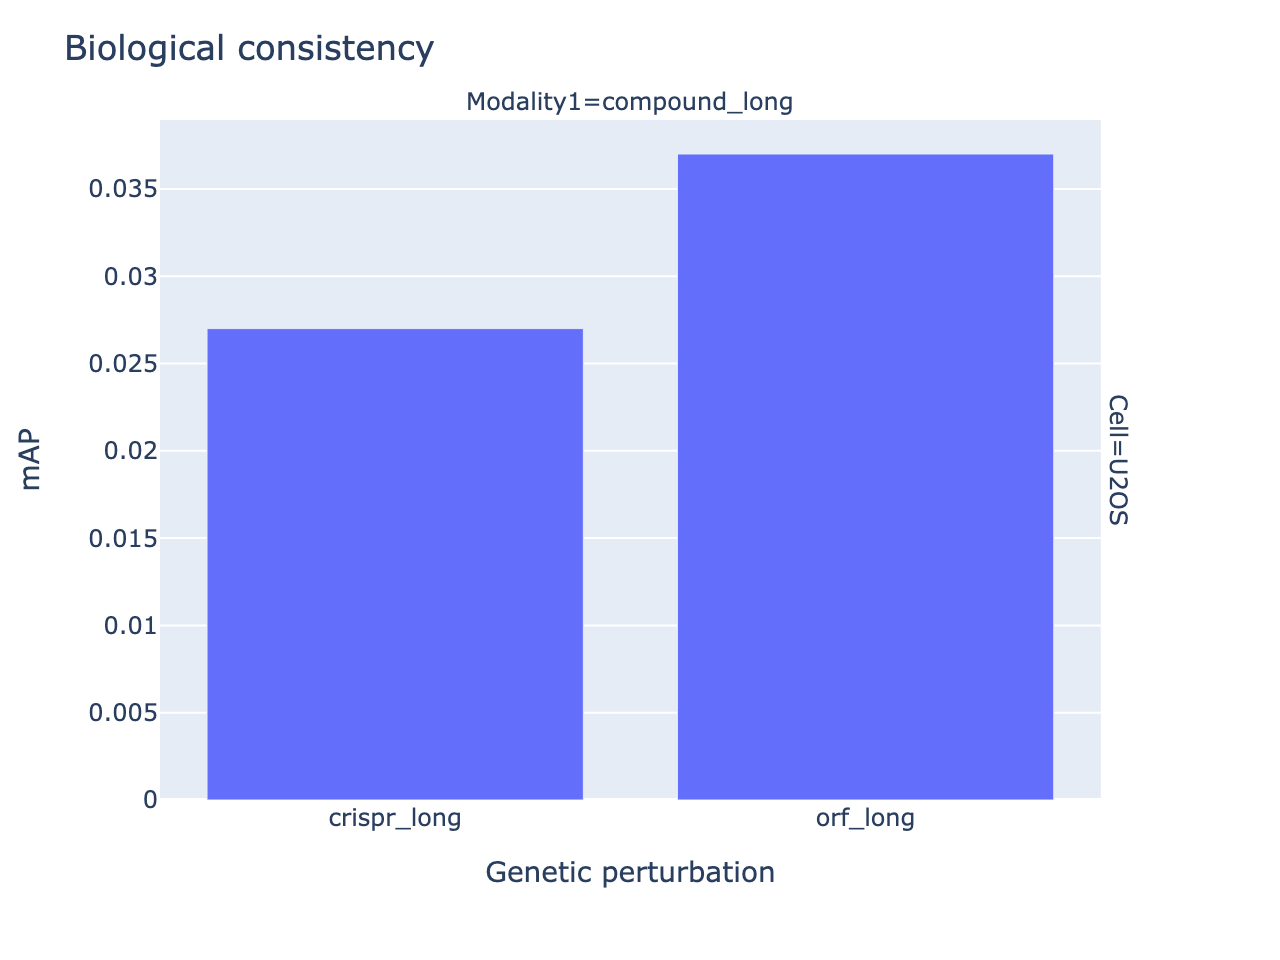 Biological consistency
Modality1=compound_long
0.035
0.03
0.025
0.02
0.015
0.01
0.005
0
mAP
Cell=U2OS
crispr_long
orf_long
Genetic perturbation